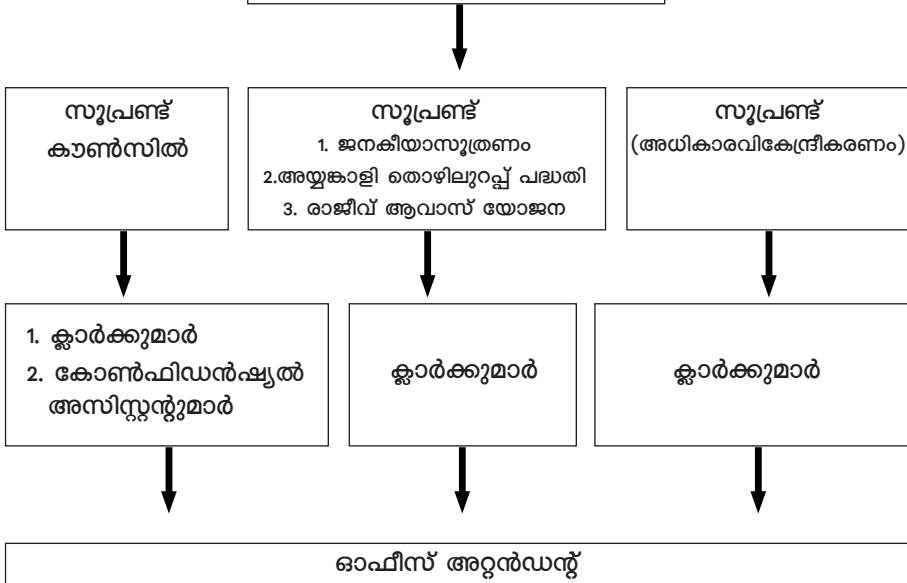 സൂപ്രണ്ട്
കൗൺസിൽ
സൂപ്രണ്ട്
1. ജനകീയാസൂത്രണം
2.അയ്യങ്കാളി തൊഴിലുറപ്പ് പദ്ധതി
3. രാജീവ് ആവാസ് യോജന
സൂപ്രണ്ട്
(അധികാരവികേന്ദ്രീകരണം)
1. ക്ലാർക്കുമാർ
2. കോൺഫിഡൻഷ്യൽ
അസിസ്റ്റന്റുമാർ
ക്ലാർക്കുമാർ
ക്ലാർക്കുമാർ
ഓഫീസ് അറ്റൻഡന്റ്